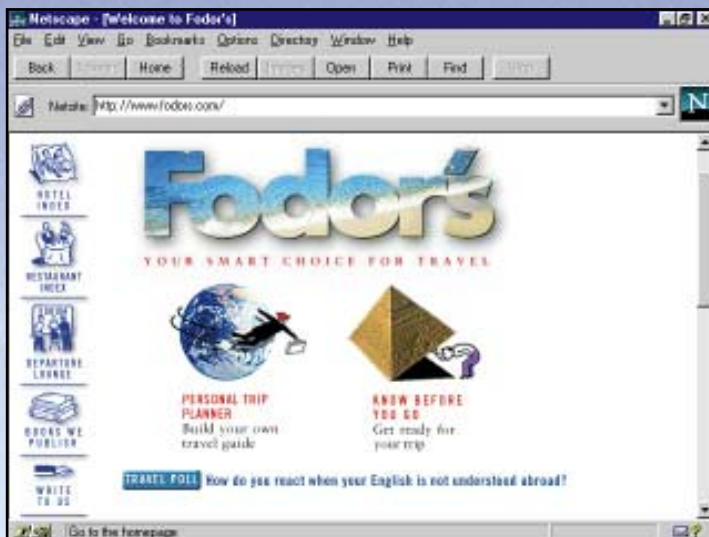 Netscape - [Welcome to Fodor's]
File Edit View Go Bookmarks Options Directory Window Help
Back Forward Home Reload Images Open Print Find Stop
Netsite: http://www.fodors.com/
N
HOTEL
INDEX
RESTAURANT
INDEX
DEPARTURE
LOUNGE
BOOKS WE
PUBLISH
WRITE
TO US
Fodor's
YOUR SMART CHOICE FOR TRAVEL
PERSONAL TRIP
PLANNER
Build your own
travel guide
KNOW BEFORE
YOU GO
Get ready for
your trip
TRAVEL POLL How do you react when your English is not understood abroad?
Go to the homepage